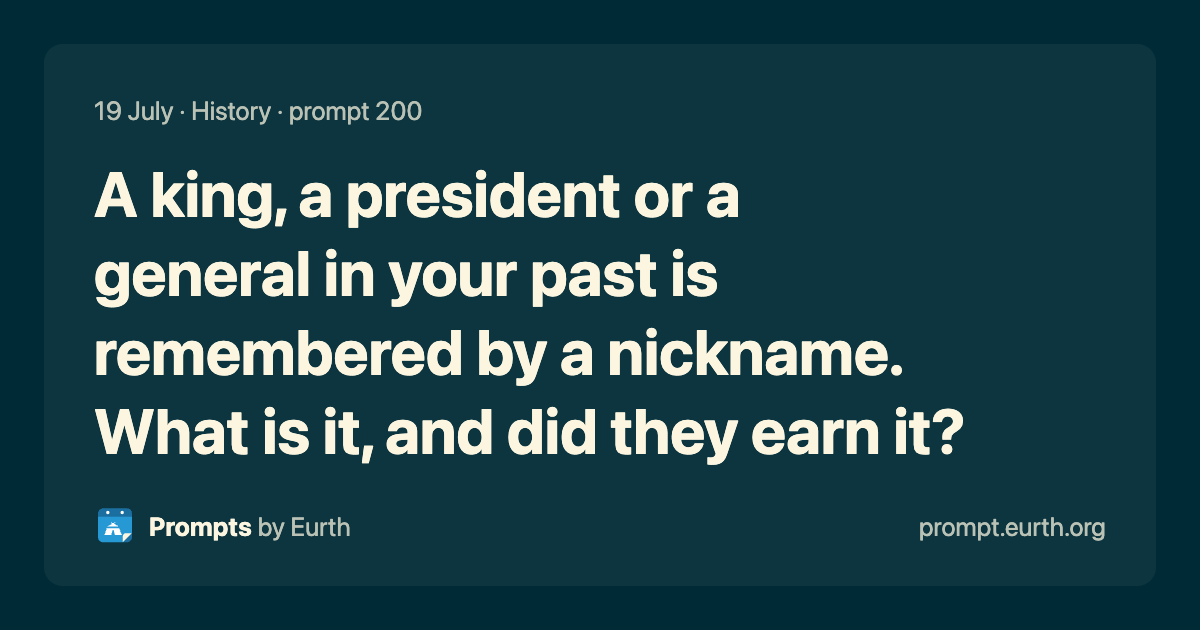 19 July · History · prompt 200
A king, a president or a
general in your past is
remembered by a nickname.
What is it, and did they earn it?
Prompts by Eurth
prompt.eurth.org